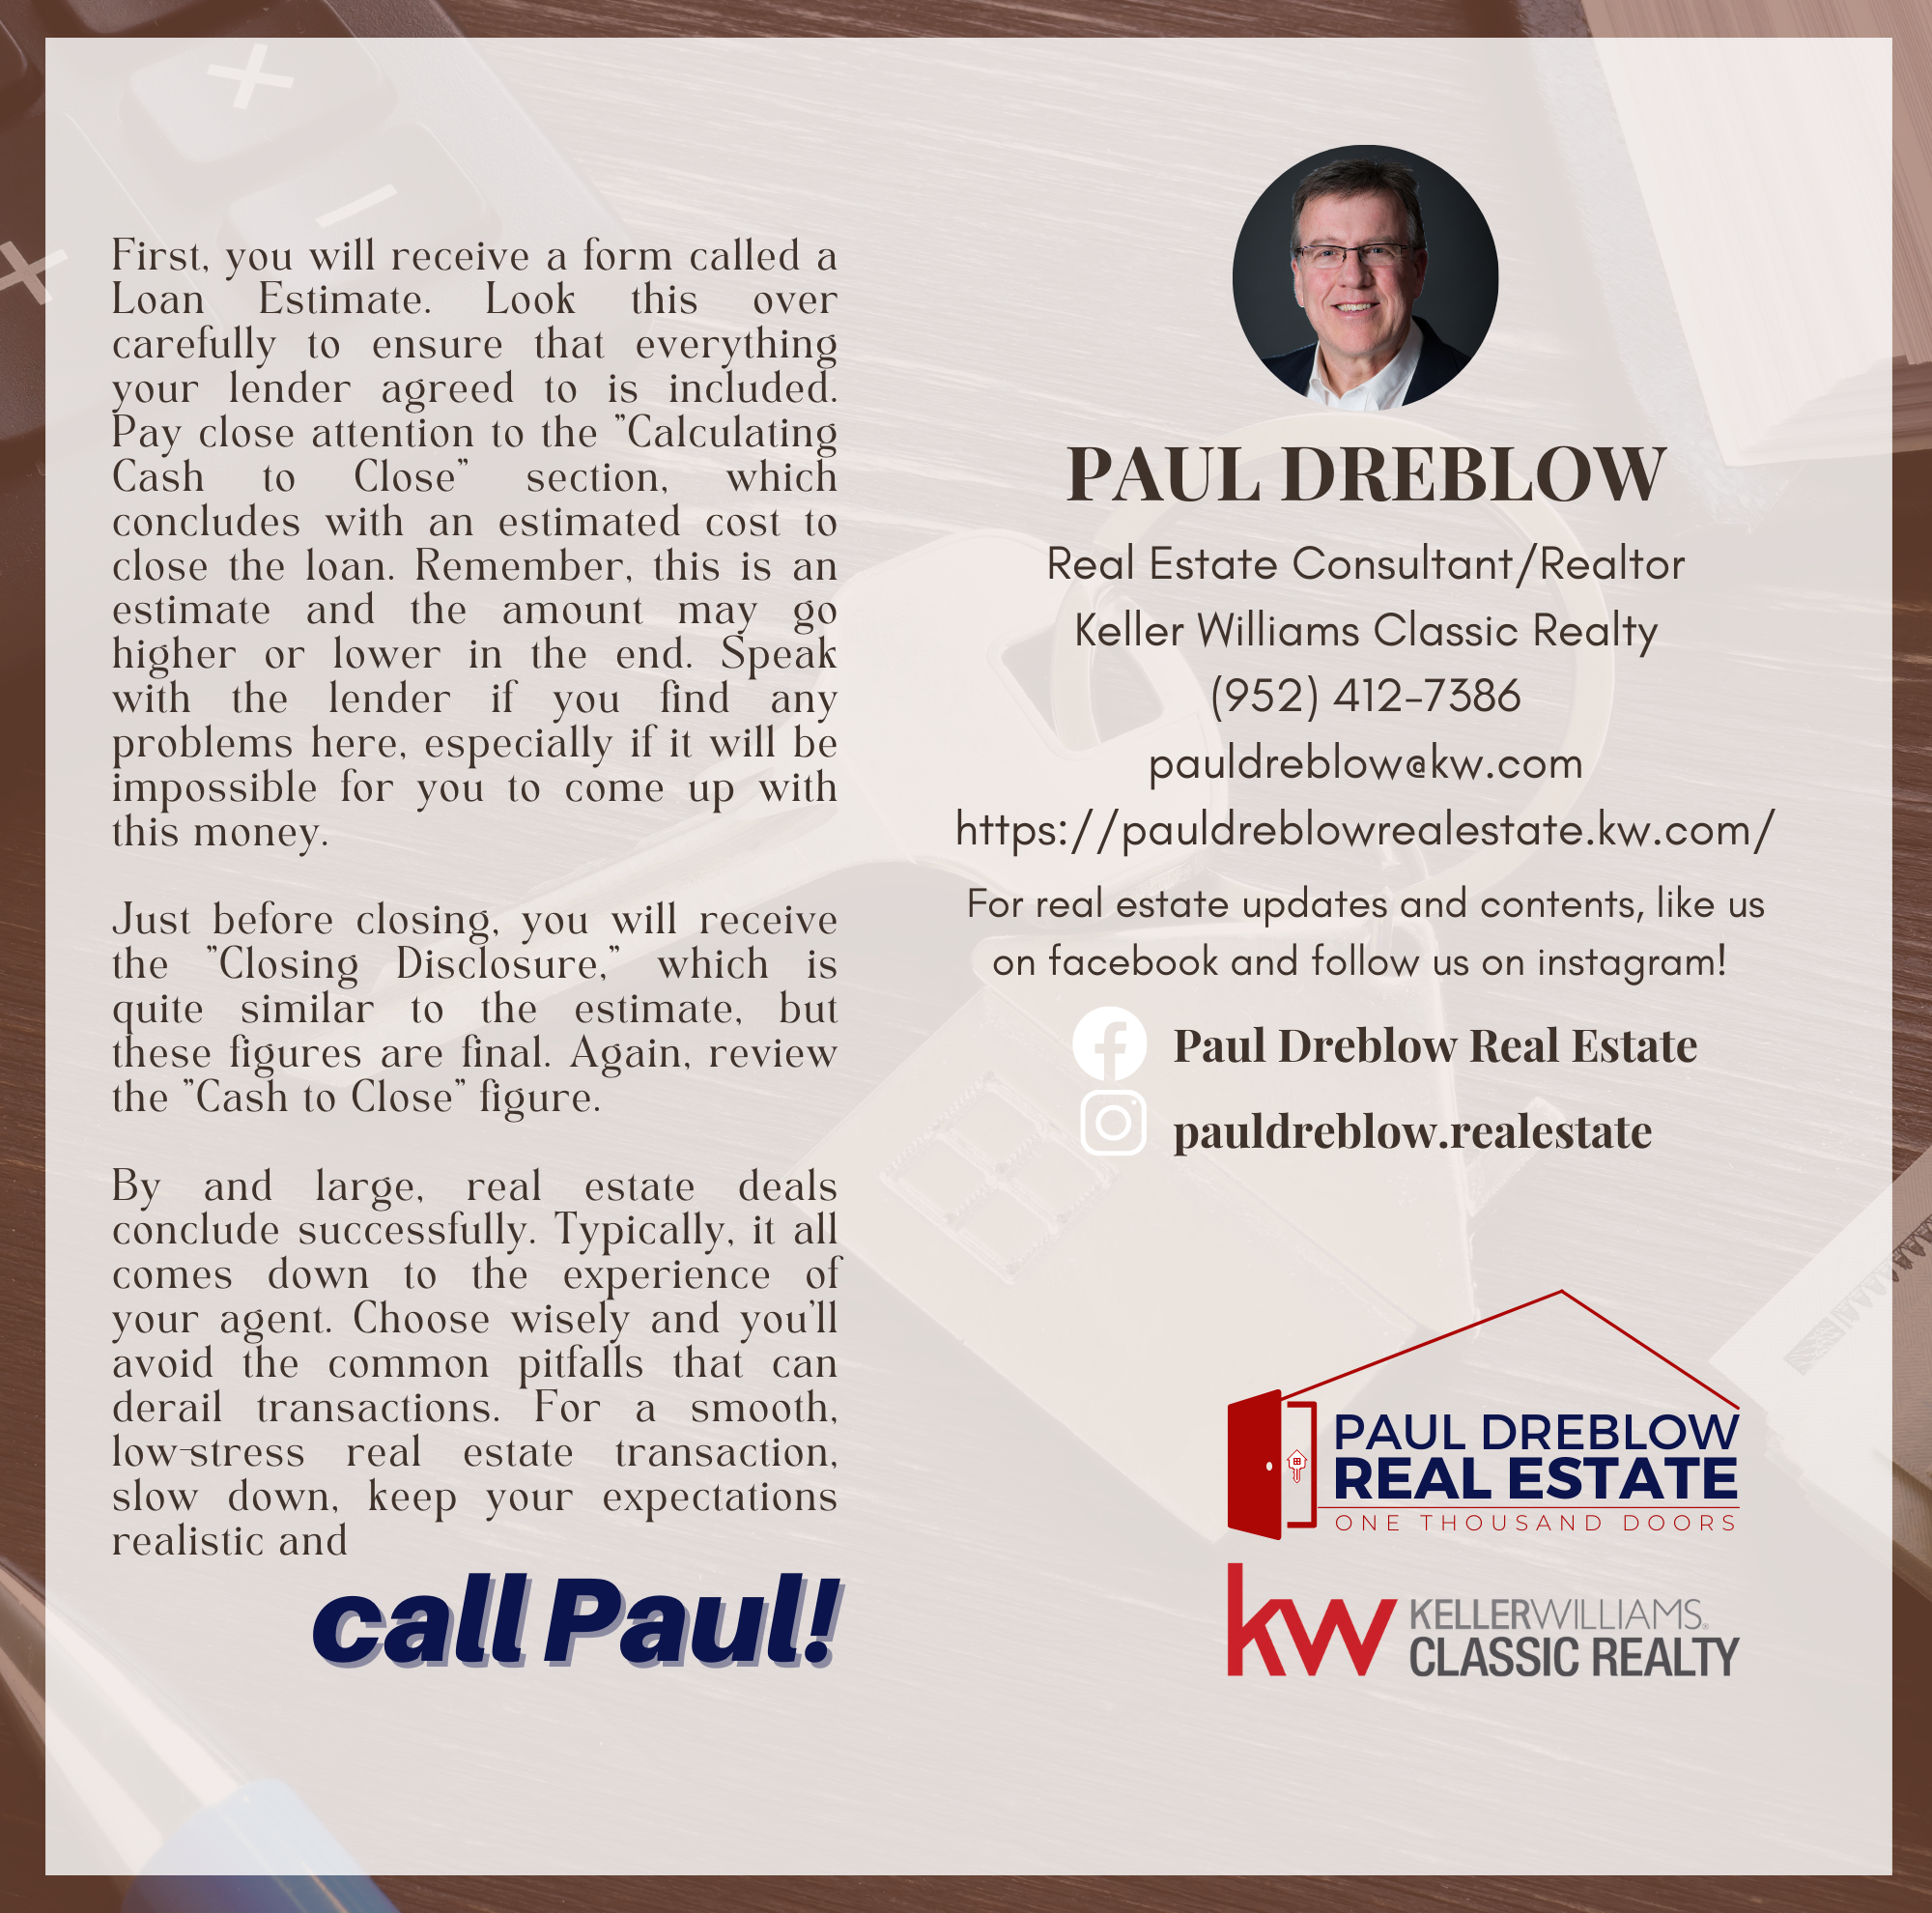 First, you will receive a form called a
Loan Estimate. Look this over
carefully to ensure that everything
your lender agreed to is included.
Pay close attention to the "Calculating
Cash to Close" section, which
concludes with an estimated cost to
close the loan. Remember, this is an
estimate and the amount may go
higher or lower in the end. Speak
with the lender if you find any
problems here, especially if it will be
impossible for you to come up with
this money.
Just before closing, you will receive
the "Closing Disclosure," which is
quite similar to the estimate, but
these figures are final. Again, review
the "Cash to Close" figure.
By and large, real estate deals
conclude successfully. Typically, it all
comes down to the experience of
your agent. Choose wisely and you'll
avoid the common pitfalls that can
derail transactions. For a smooth,
low-stress real estate transaction,
slow down, keep your expectations
realistic and
call Paul!
PAUL DREBLOW
Real Estate Consultant/Realtor
Keller Williams Classic Realty
(952) 412-7386
pauldreblow@kw.com
https://pauldreblowrealestate.kw.com/
For real estate updates and contents, like us
on facebook and follow us on instagram!
Paul Dreblow Real Estate
pauldreblow.realestate
PAUL DREBLOW
REAL ESTATE
ONE THOUSAND DOORS
kw KELLERWILLIAMS®
CLASSIC REALTY